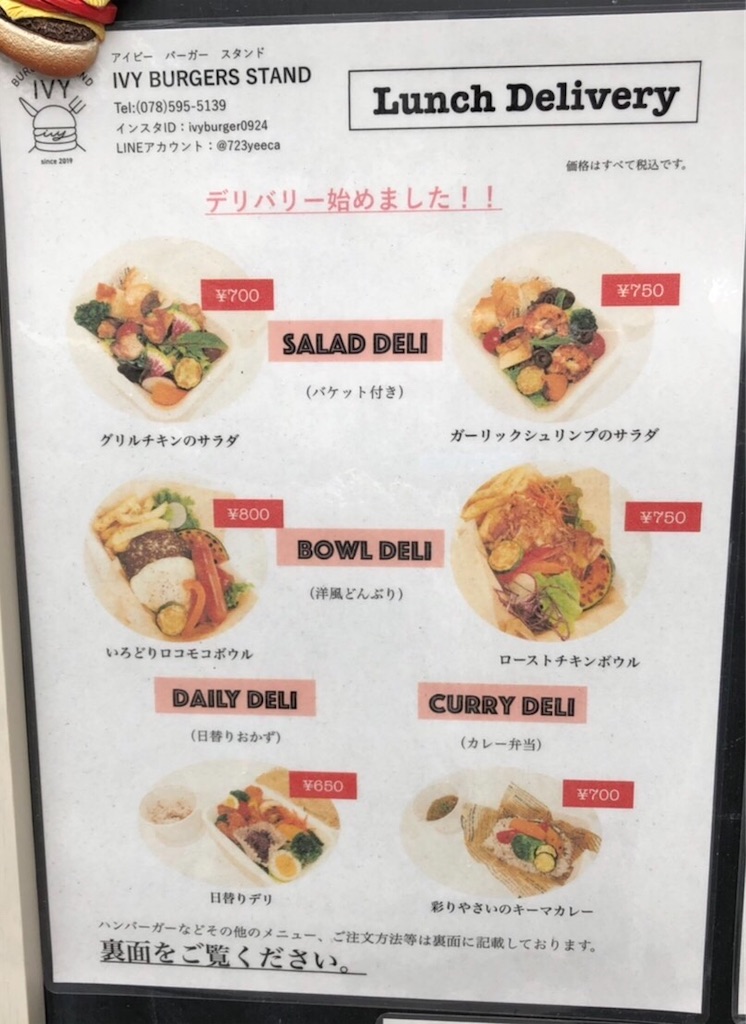 BURGERS STAND
IVY
ivy
since 2019
アイビー バーガー スタンド
IVY BURGERS STAND
Tel:(078)595-5139
インスタID：ivyburger0924
LINEアカウント：@723yeeca
Lunch Delivery
価格はすべて税込です。
デリバリー始めました！！
¥700
¥750
SALAD DELI
（バケット付き）
グリルチキンのサラダ
ガーリックシュリンプのサラダ
¥800
¥750
BOWL DELI
（洋風どんぶり）
いろどりロコモコボウル
ローストチキンボウル
DAILY DELI
CURRY DELI
（日替りおかず）
（カレー弁当）
¥650
¥700
日替りデリ
彩りやさいのキーマカレー
ハンバーガーなどその他のメニュー、ご注文方法等は裏面に記載しております。
裏面をご覧ください。